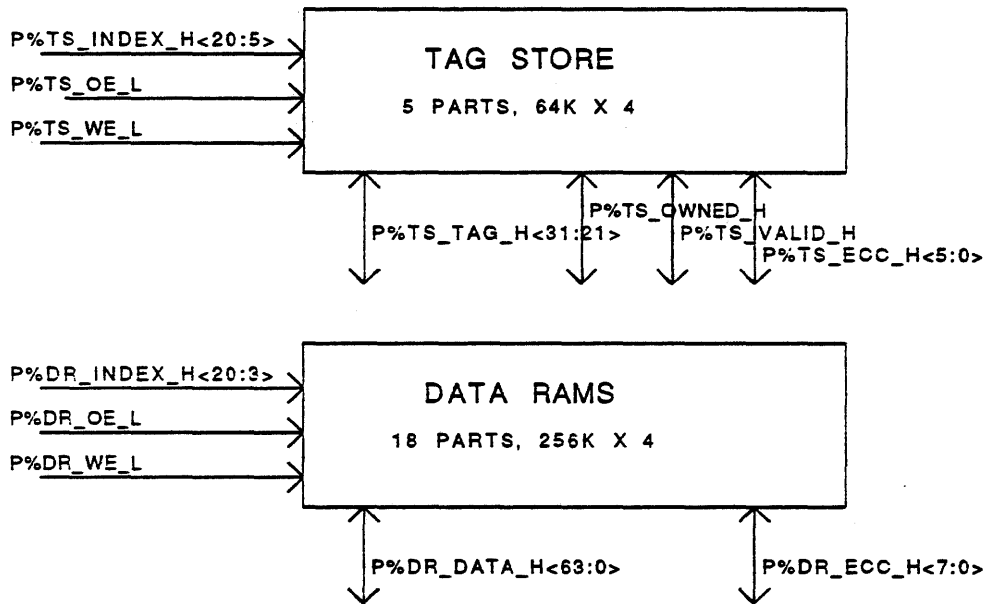 P%TS_INDEX_H<20:5>
P%TS_OE_L
P%TS_WE_L
TAG STORE
5 PARTS, 64K X 4
P%TS_TAG_H<31:21>
P%TS_OWNED_H
P%TS_VALID_H
P%TS_ECC_H<5:0>
P%DR_INDEX_H<20:3>
P%DR_OE_L
P%DR_WE_L
DATA RAMS
18 PARTS, 256K X 4
P%DR_DATA_H<63:0>
P%DR_ECC_H<7:0>